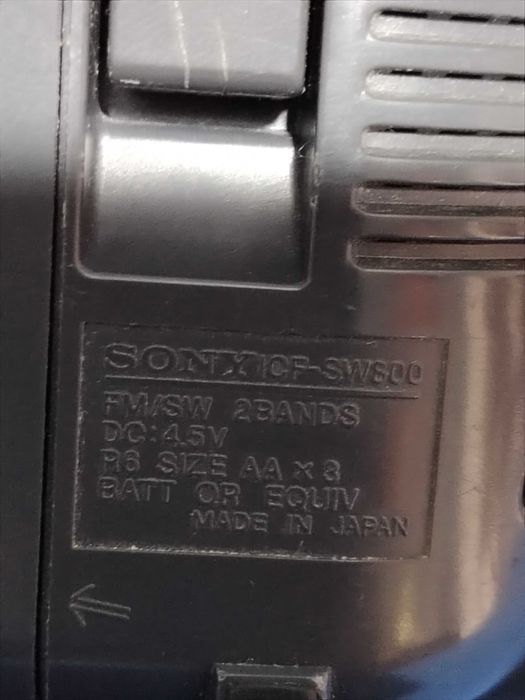 SONY ICF-SW800
FM/SW 2BANDS
DC:4.5V
R6 SIZE AA × 3
BATT OR EQUIV
MADE IN JAPAN